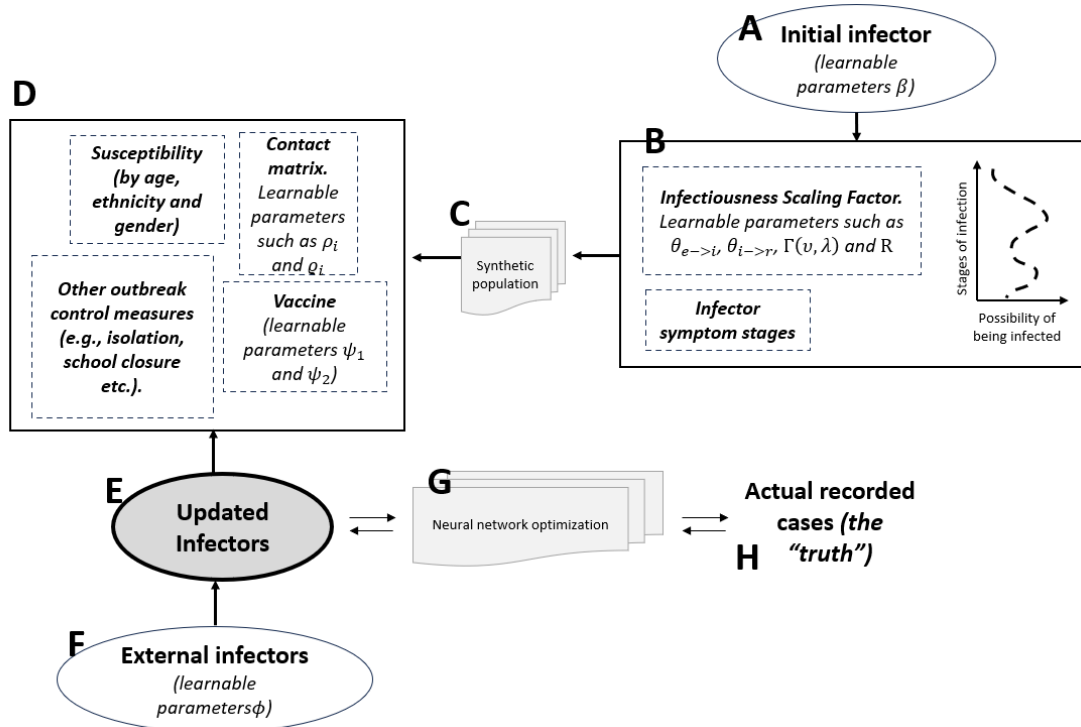 A
Initial infector
(learnable
parameters β)
D
Susceptibility
(by age,
ethnicity and
gender)
Contact
matrix.
Learnable
parameters
such as ρᵢ
and ϱᵢ
Other outbreak
control measures
(e.g., isolation,
school closure
etc.).
Vaccine
(learnable
parameters ψ₁
and ψ₂)
C
Synthetic
population
B
Infectiousness Scaling Factor.
Learnable parameters such as
θₑ₋>ᵢ, θᵢ₋>ᵣ, Γ(υ, λ) and R
Infector
symptom stages
Stages of infection
Possibility of
being infected
E
Updated
Infectors
G
Neural network optimization
Actual recorded
cases (the
“truth”)
H
F
External infectors
(learnable
parametersϕ)